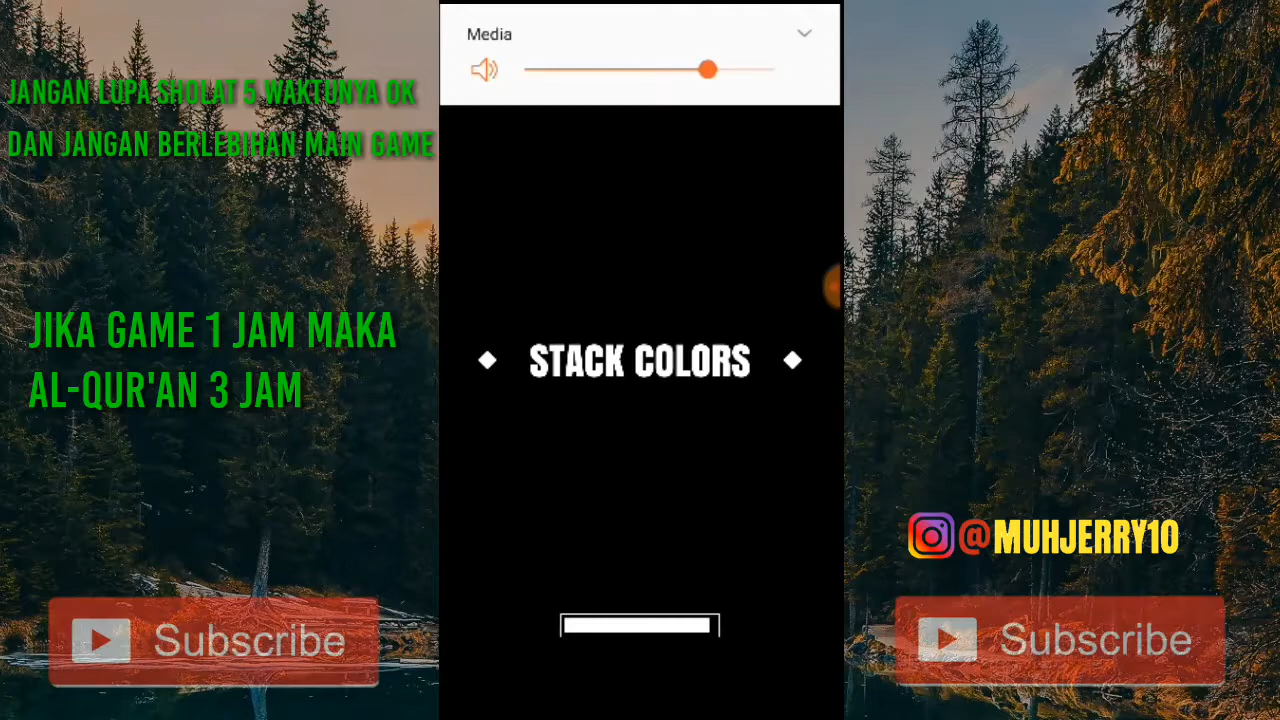 JANGAN LUPA SHOLAT 5 WAKTUNYA OK
DAN JANGAN BERLEBIHAN MAIN GAME
JIKA GAME 1 JAM MAKA
AL-QUR'AN 3 JAM
Subscribe
Media
STACK COLORS
@MUHJERRY10
Subscribe